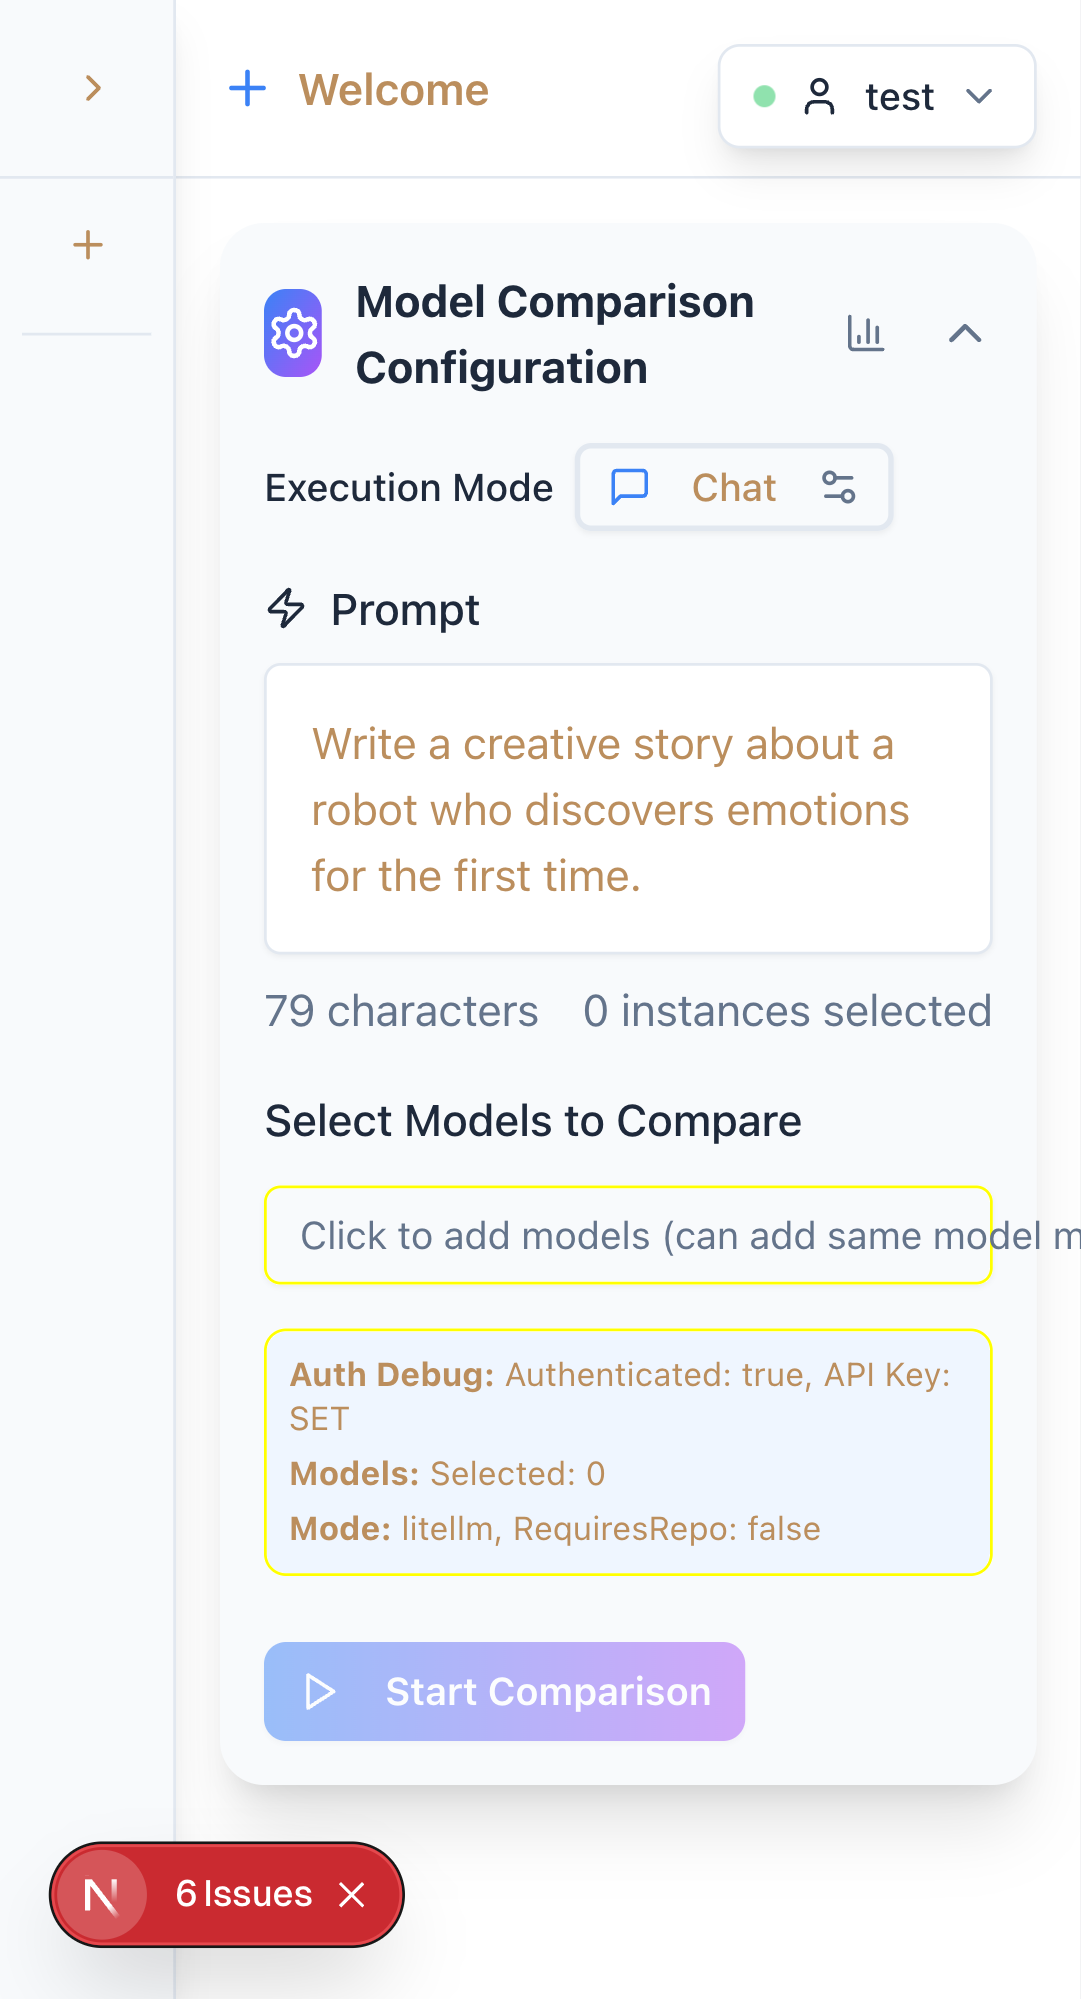 Welcome
test
Model Comparison
Configuration
Execution Mode
Chat
Prompt
Write a creative story about a
robot who discovers emotions
for the first time.
79 characters
0 instances selected
Select Models to Compare
Click to add models (can add same model m
Auth Debug: Authenticated: true, API Key:
SET
Models: Selected: 0
Mode: litellm, RequiresRepo: false
Start Comparison
N
6 Issues